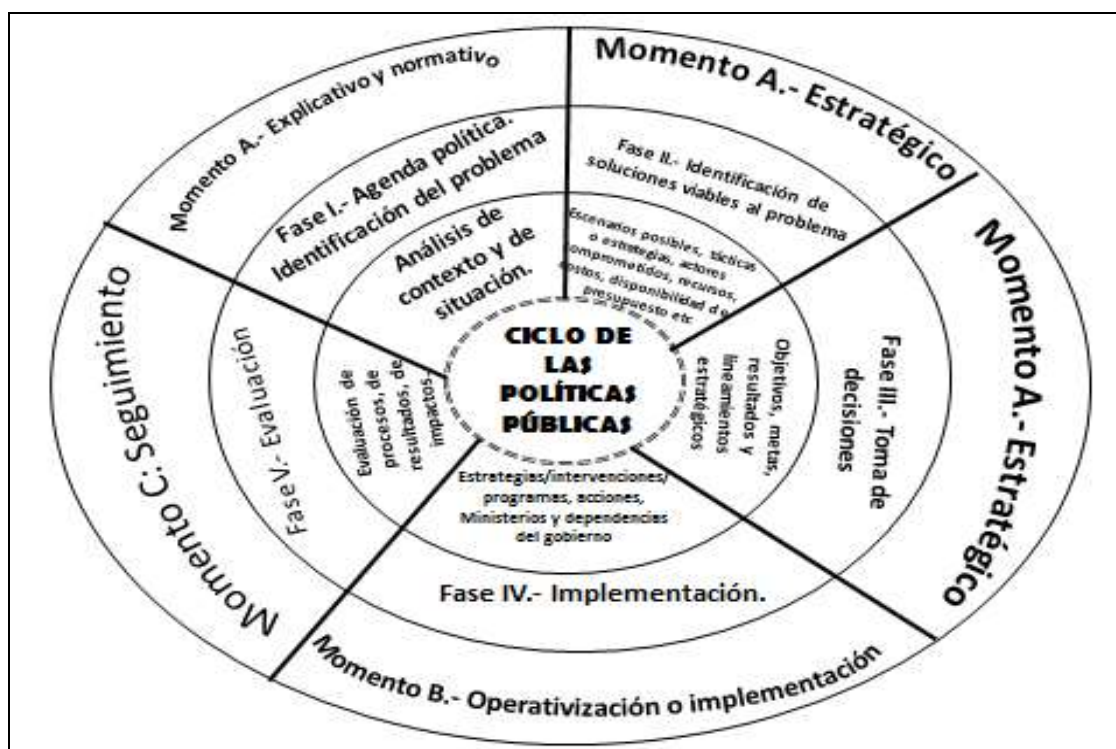 Momento A.- Explicativo y normativo
Fase I.- Agenda política.
Identificación del problema
Análisis de
contexto y de
situación.
Momento A.- Estratégico
Fase II.- Identificación de
soluciones viables al problema
Escenarios posibles, tácticas
o estrategias, actores
comprometidos, recursos,
costos, disponibilidad de
presupuesto etc
Momento A.- Estratégico
Fase III.- Toma de
decisiones
Objetivos, metas,
resultados y
lineamientos
estratégicos
Momento B.- Operativización o implementación
Fase IV.- Implementación.
Estrategias/intervenciones/
programas, acciones,
Ministerios y dependencias
del gobierno
Momento C: Seguimiento
Fase V.- Evaluación
Evaluación de
procesos, de
resultados, de
impactos
CICLO DE
LAS
POLÍTICAS
PÚBLICAS